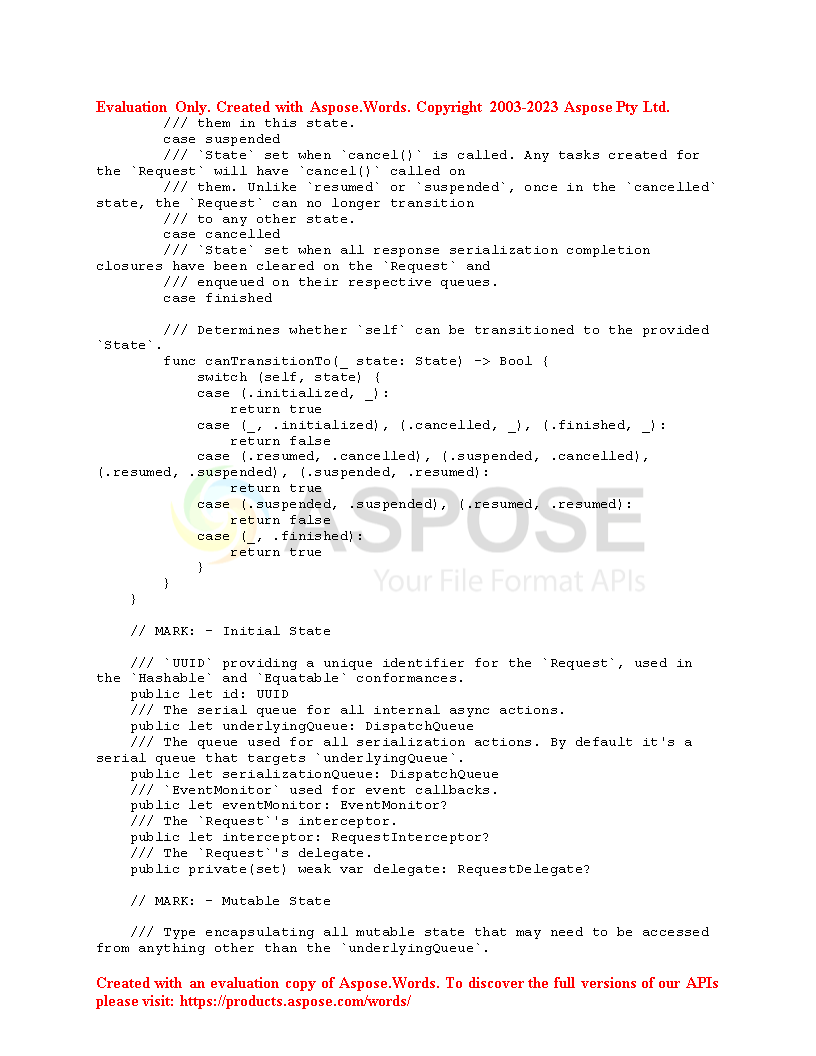 Evaluation Only. Created with Aspose.Words. Copyright 2003-2023 Aspose Pty Ltd.
        /// them in this state.
        case suspended
        /// `State` set when `cancel()` is called. Any tasks created for
the `Request` will have `cancel()` called on
        /// them. Unlike `resumed` or `suspended`, once in the `cancelled`
state, the `Request` can no longer transition
        /// to any other state.
        case cancelled
        /// `State` set when all response serialization completion
closures have been cleared on the `Request` and
        /// enqueued on their respective queues.
        case finished

        /// Determines whether `self` can be transitioned to the provided
`State`.
        func canTransitionTo(_ state: State) -> Bool {
            switch (self, state) {
            case (.initialized, _):
                return true
            case (_, .initialized), (.cancelled, _), (.finished, _):
                return false
            case (.resumed, .cancelled), (.suspended, .cancelled),
(.resumed, .suspended), (.suspended, .resumed):
                return true
            case (.suspended, .suspended), (.resumed, .resumed):
                return false
            case (_, .finished):
                return true
            }
        }
    }
ASPOSE
Your File Format APIs

    // MARK: - Initial State

    /// `UUID` providing a unique identifier for the `Request`, used in
the `Hashable` and `Equatable` conformances.
    public let id: UUID
    /// The serial queue for all internal async actions.
    public let underlyingQueue: DispatchQueue
    /// The queue used for all serialization actions. By default it's a
serial queue that targets `underlyingQueue`.
    public let serializationQueue: DispatchQueue
    /// `EventMonitor` used for event callbacks.
    public let eventMonitor: EventMonitor?
    /// The `Request`'s interceptor.
    public let interceptor: RequestInterceptor?
    /// The `Request`'s delegate.
    public private(set) weak var delegate: RequestDelegate?

    // MARK: - Mutable State

    /// Type encapsulating all mutable state that may need to be accessed
from anything other than the `underlyingQueue`.
Created with an evaluation copy of Aspose.Words. To discover the full versions of our APIs
please visit: https://products.aspose.com/words/